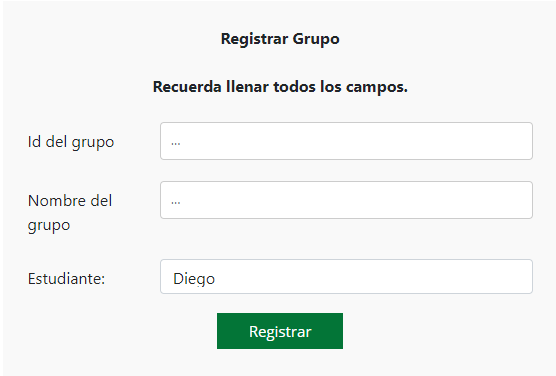 Registrar Grupo
Recuerda llenar todos los campos.
Id del grupo
...
Nombre del
grupo
...
Estudiante:
Diego
Registrar